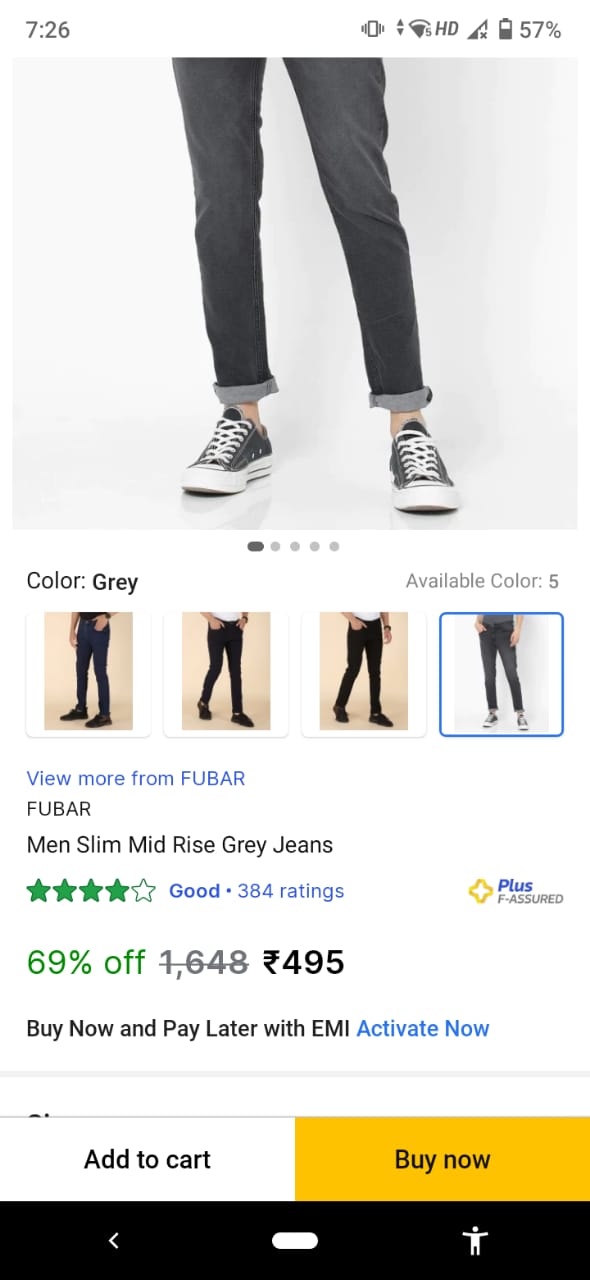 7:26 5 HD 57%
Color: Grey Available Color: 5
View more from FUBAR
FUBAR
Men Slim Mid Rise Grey Jeans
Good • 384 ratings Plus
F-ASSURED
69% off 1,648 ₹495
Buy Now and Pay Later with EMI Activate Now
Add to cart Buy now